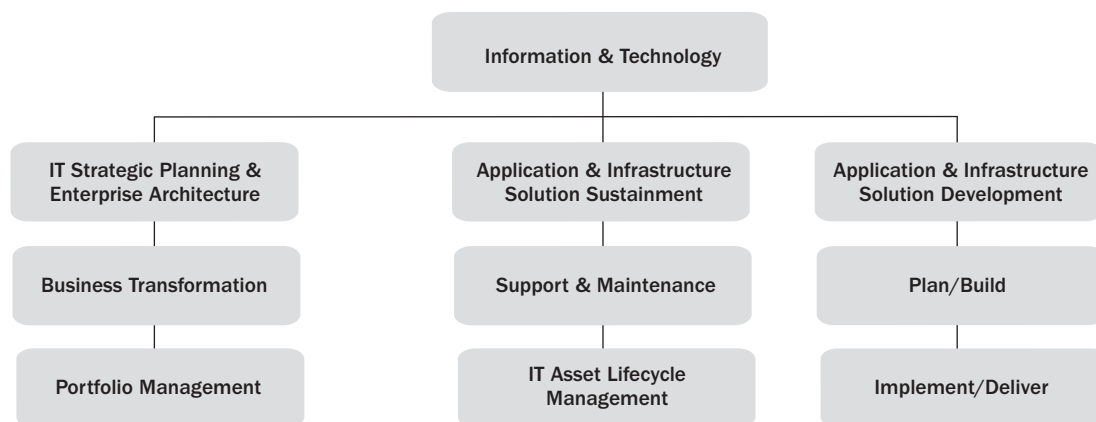 Information & Technology
IT Strategic Planning &
Enterprise Architecture
Application & Infrastructure
Solution Sustainment
Application & Infrastructure
Solution Development
Business Transformation
Support & Maintenance
Plan/Build
Portfolio Management
IT Asset Lifecycle
Management
Implement/Deliver